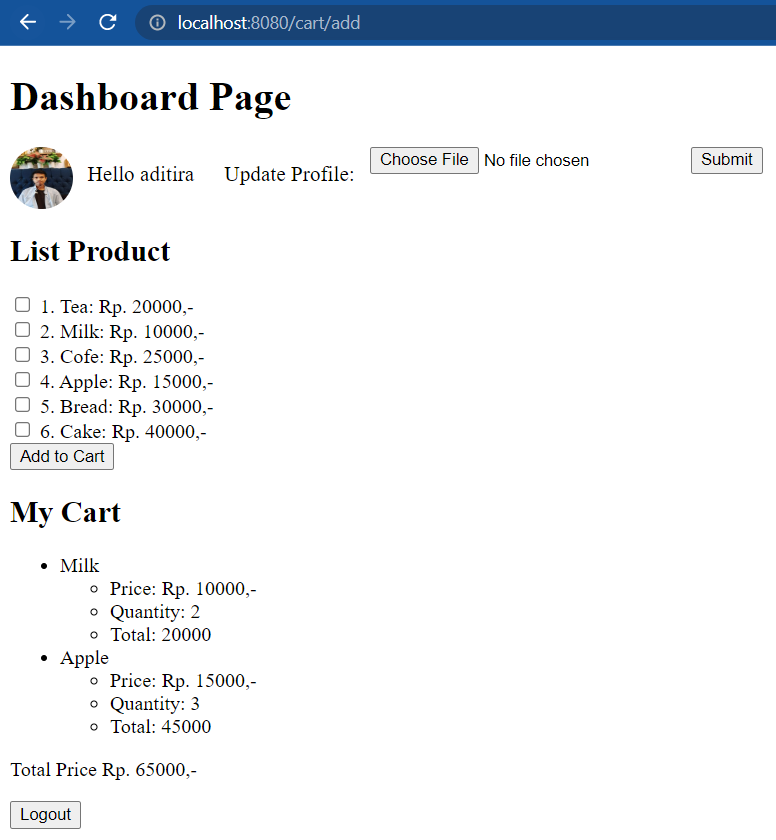 localhost:8080/cart/add
Dashboard Page
Hello aditira Update Profile: Choose File No file chosen Submit
List Product
1. Tea: Rp. 20000,-
2. Milk: Rp. 10000,-
3. Cofe: Rp. 25000,-
4. Apple: Rp. 15000,-
5. Bread: Rp. 30000,-
6. Cake: Rp. 40000,-
Add to Cart
My Cart
Milk
Price: Rp. 10000,-
Quantity: 2
Total: 20000
Apple
Price: Rp. 15000,-
Quantity: 3
Total: 45000
Total Price Rp. 65000,-
Logout